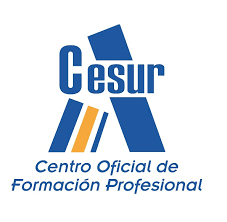 Cesur
Centro Oficial de
Formación Profesional